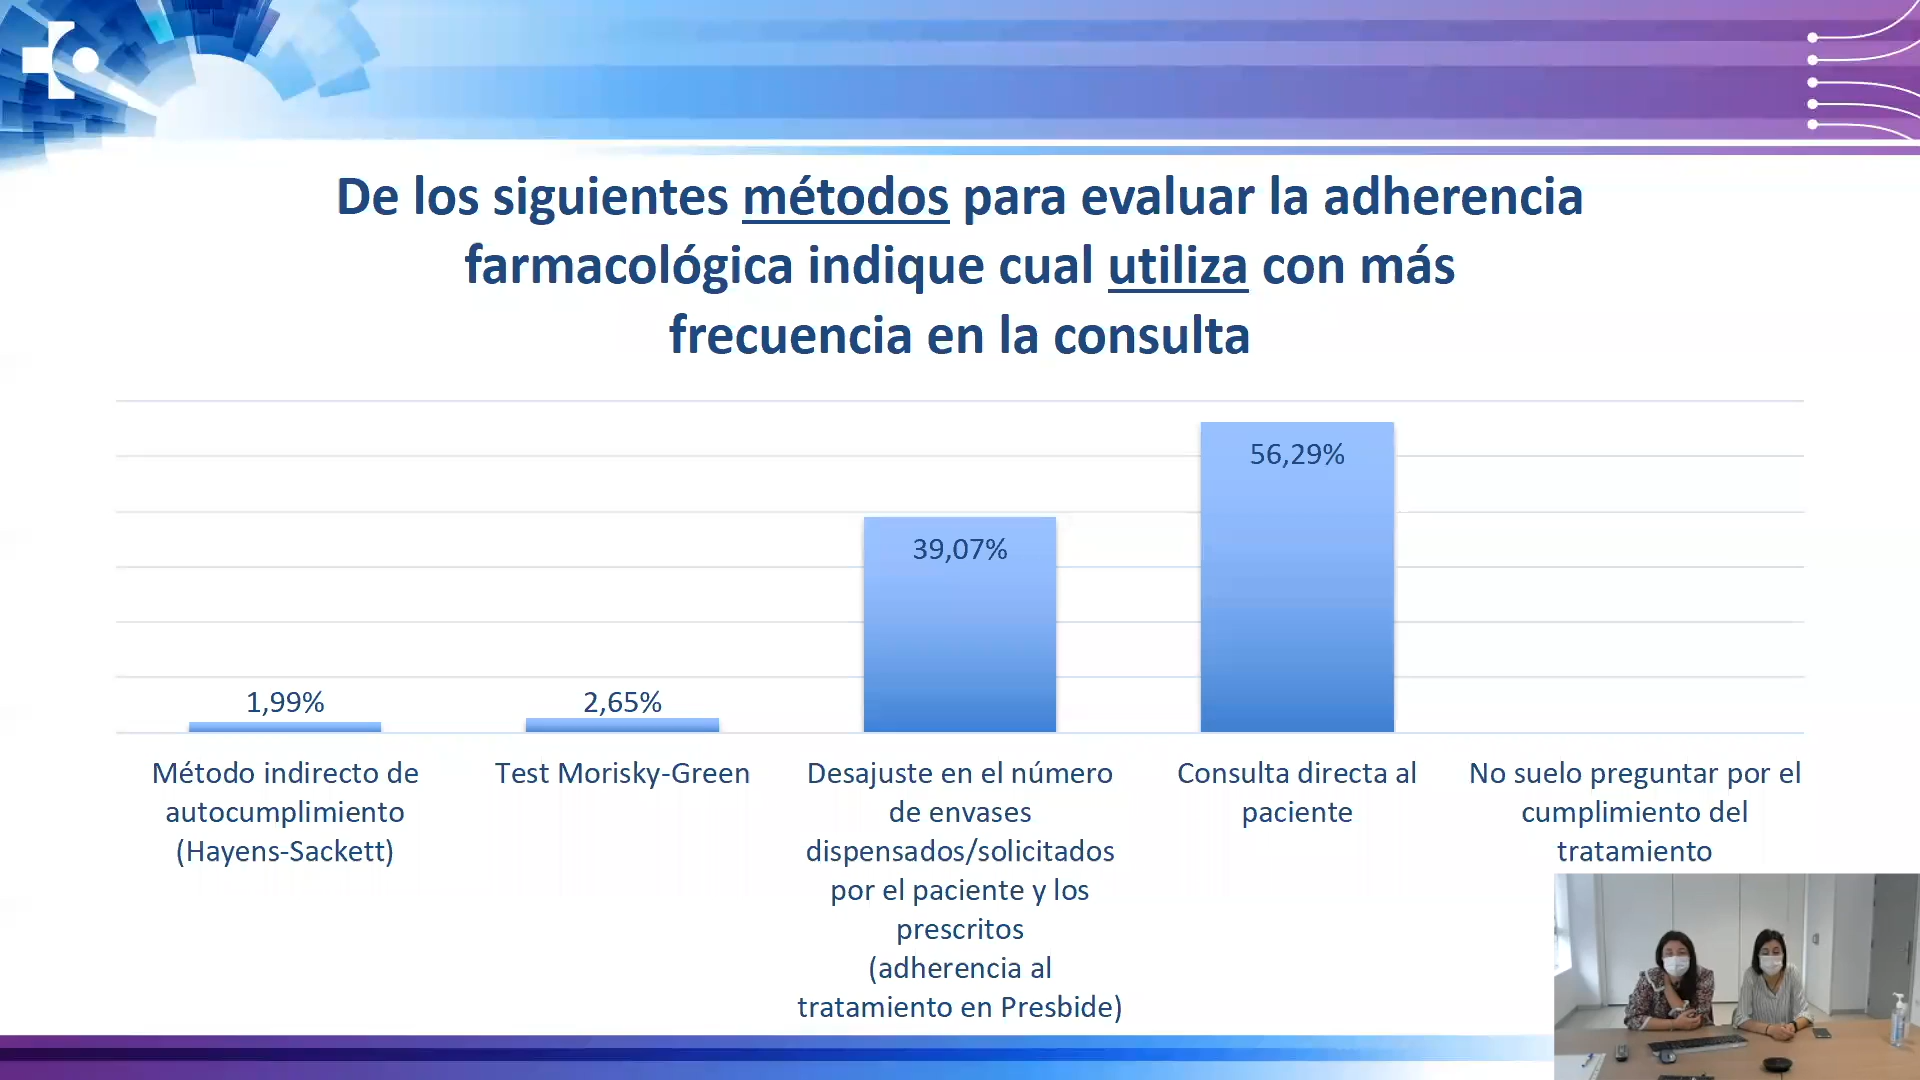 De los siguientes métodos para evaluar la adherencia
farmacológica indique cual utiliza con más
frecuencia en la consulta
56,29%
39,07%
1,99%
2,65%
Método indirecto de
autocumplimiento
(Hayens-Sackett)
Test Morisky-Green
Desajuste en el número
de envases
dispensados/solicitados
por el paciente y los
prescritos
(adherencia al
tratamiento en Presbide)
Consulta directa al
paciente
No suelo preguntar por el
cumplimiento del
tratamiento